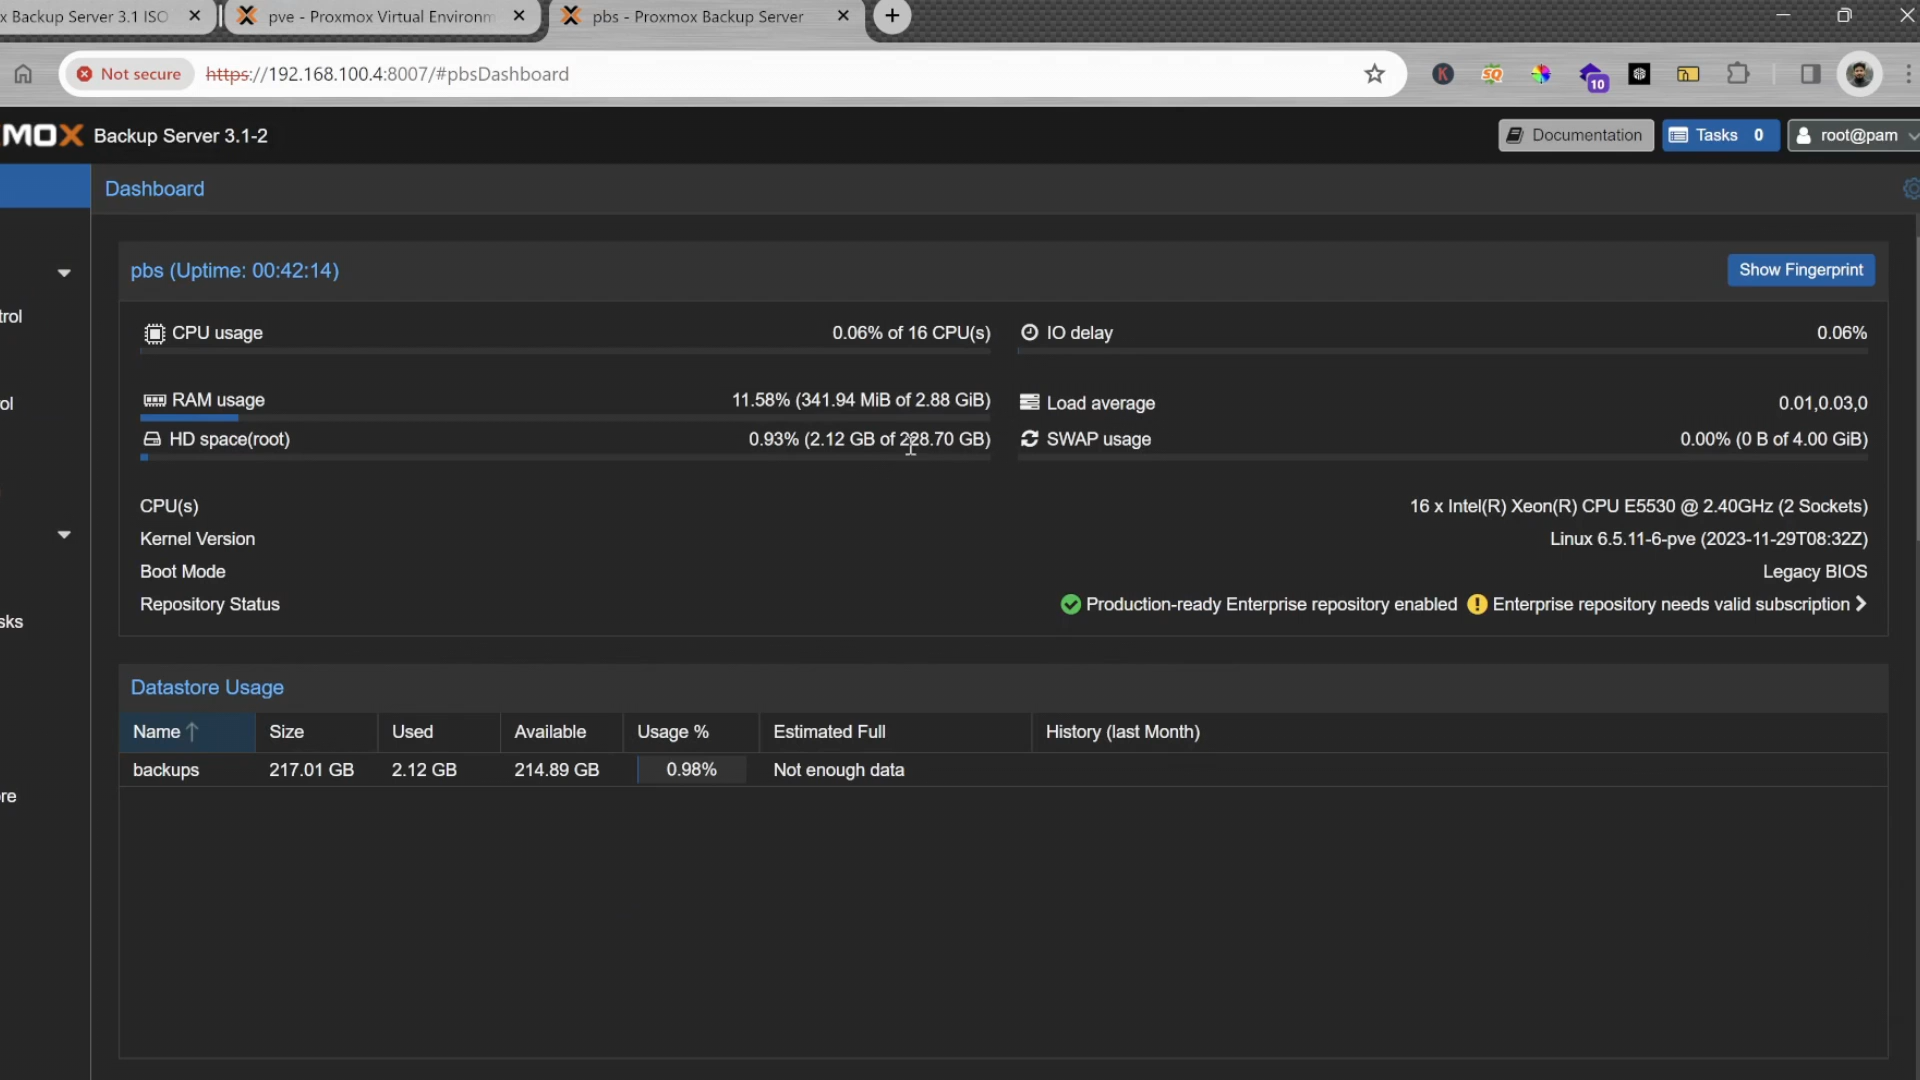 x Backup Server 3.1 ISO
pve - Proxmox Virtual Environm
pbs - Proxmox Backup Server
Not secure
https://192.168.100.4:8007/#pbsDashboard
K
SQ
10
MOX Backup Server 3.1-2
Documentation
Tasks 0
root@pam
Dashboard
pbs (Uptime: 00:42:14)
Show Fingerprint
trol
ol
sks
re
CPU usage 0.06% of 16 CPU(s)
IO delay 0.06%
RAM usage 11.58% (341.94 MiB of 2.88 GiB)
Load average 0.01,0.03,0
HD space(root) 0.93% (2.12 GB of 228.70 GB)
SWAP usage 0.00% (0 B of 4.00 GiB)
CPU(s) 16 x Intel(R) Xeon(R) CPU E5530 @ 2.40GHz (2 Sockets)
Kernel Version Linux 6.5.11-6-pve (2023-11-29T08:32Z)
Boot Mode Legacy BIOS
Repository Status Production-ready Enterprise repository enabled Enterprise repository needs valid subscription
Datastore Usage
Name Size Used Available Usage % Estimated Full History (last Month)
backups 217.01 GB 2.12 GB 214.89 GB 0.98% Not enough data